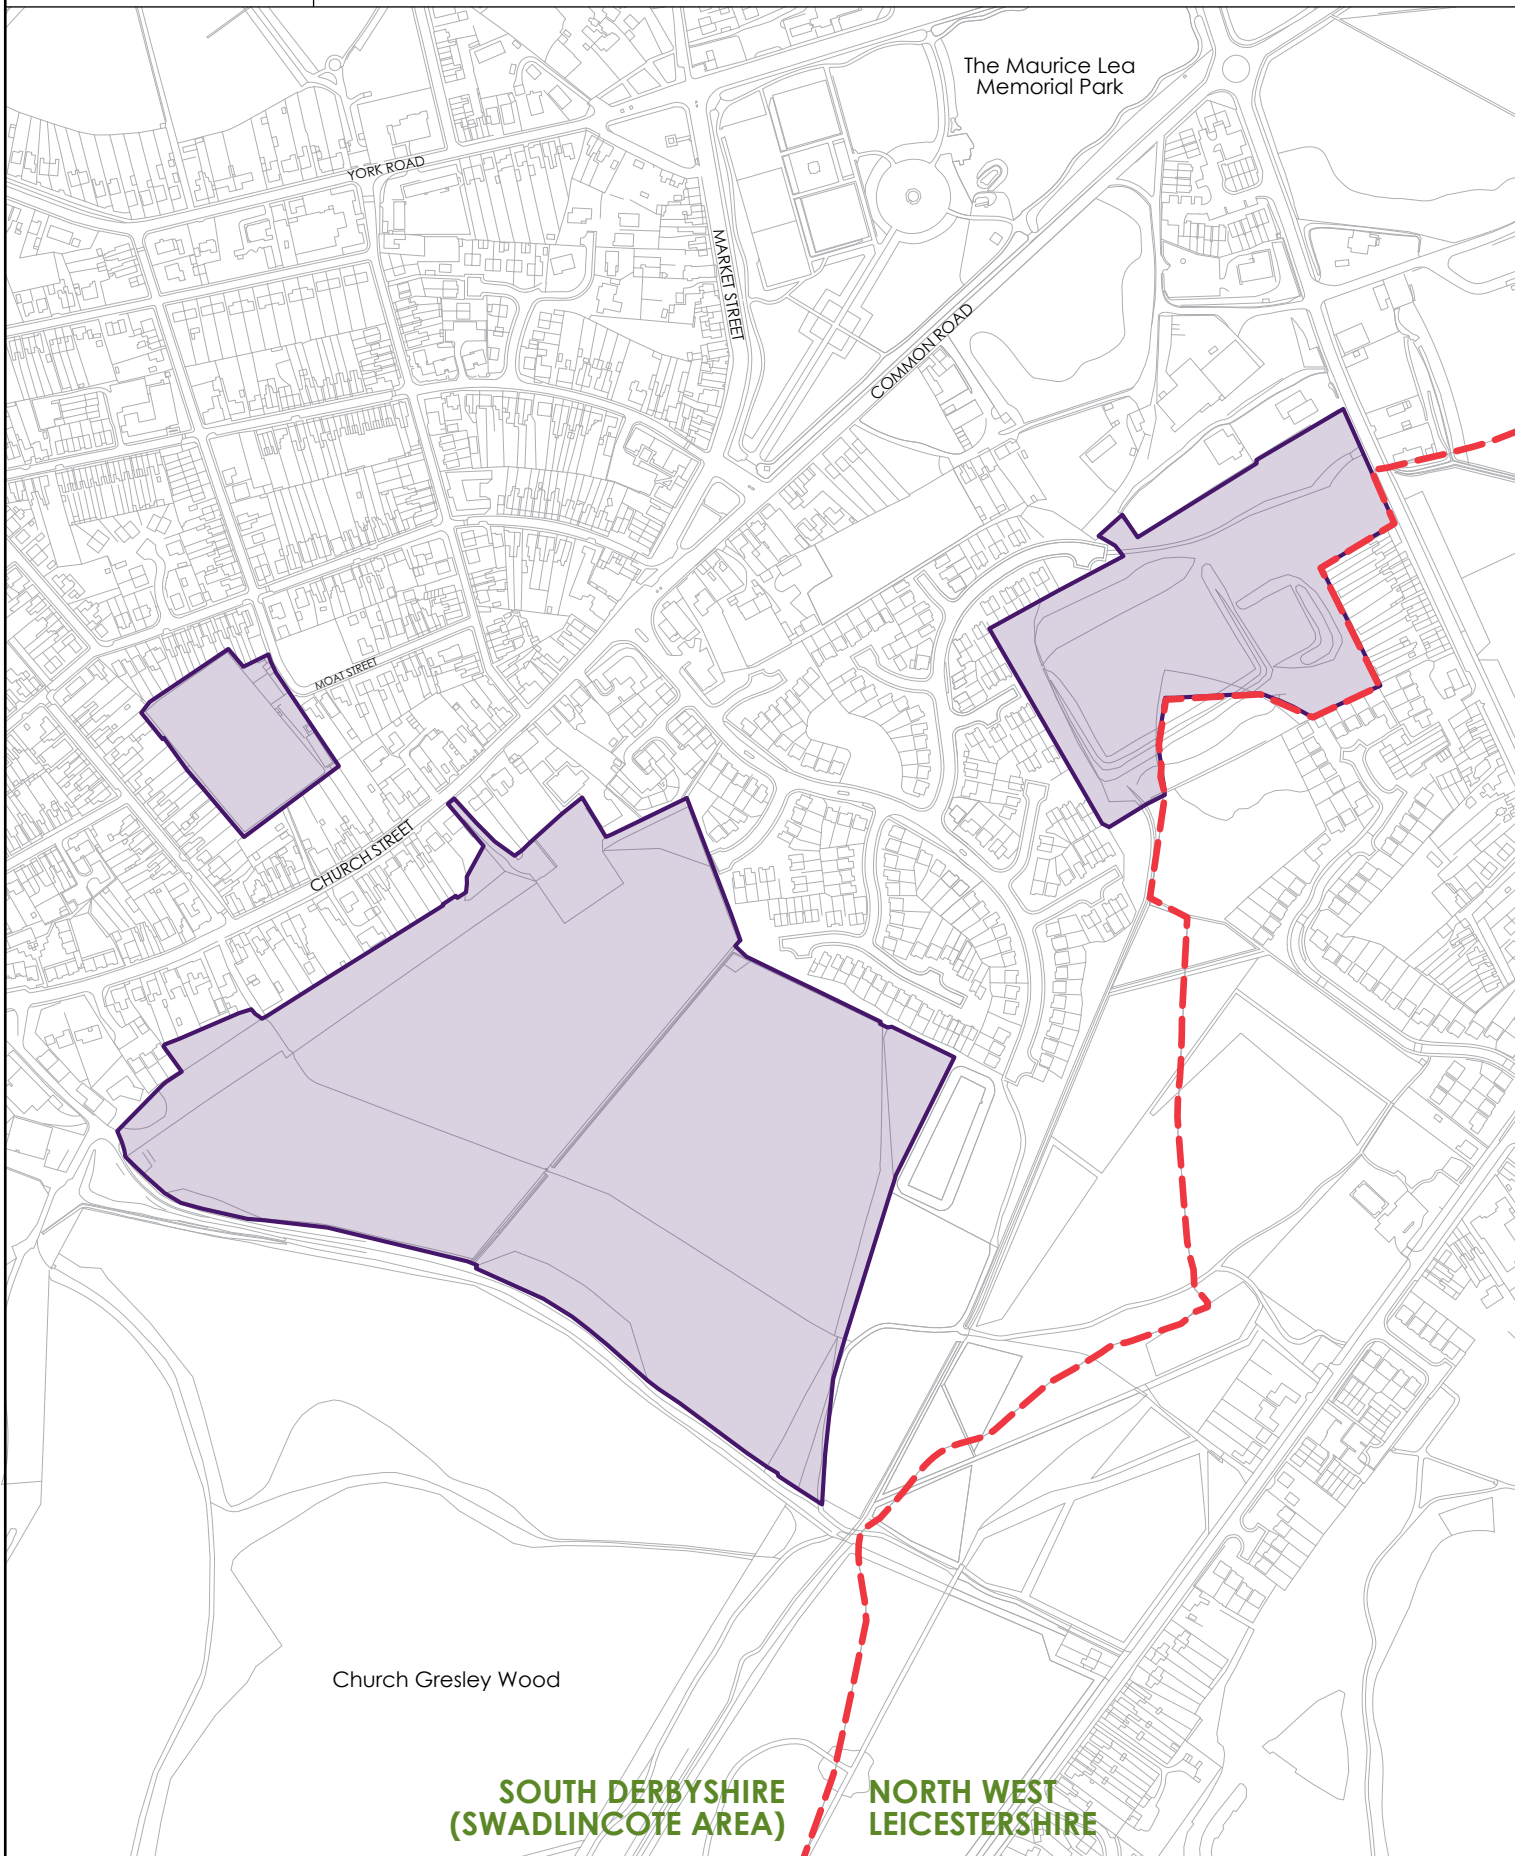 The Maurice Lea
Memorial Park
YORK ROAD
MARKET STREET
COMMON ROAD
MOAT STREET
CHURCH STREET
Church Gresley Wood
SOUTH DERBYSHIRE
(SWADLINCOTE AREA)
NORTH WEST
LEICESTERSHIRE